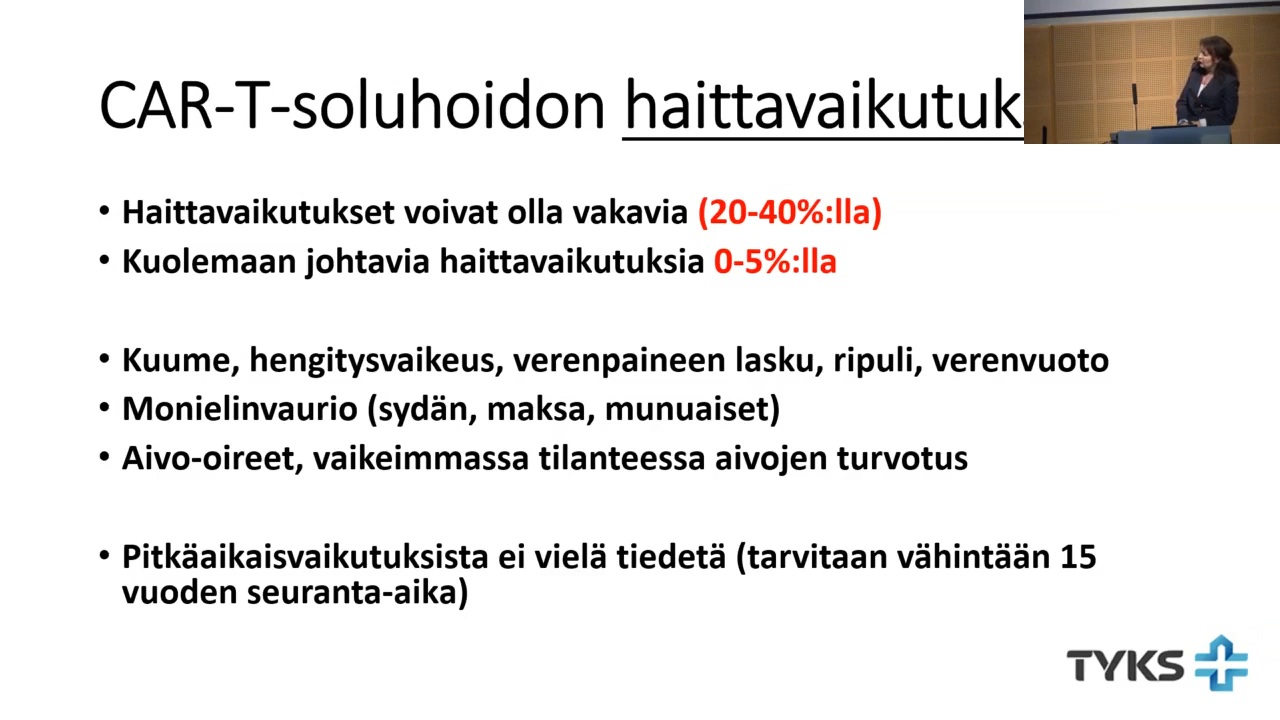 CAR-T-soluhoidon
• Haittavaikutukset voivat olla vakavia (20-40%:lla)
• Kuolemaan johtavia haittavaikutuksia 0-5%:lla
• Kuume, hengitysvaikeus, verenpaineen lasku, ripuli, verenvuoto
• Monielinvaurio (sydän, maksa, munuaiset)
• Aivo-oireet, vaikeimmassa tilanteessa aivojen turvotus
• Pitkäaikaisvaikutuksista ei vielä tiedetä (tarvitaan vähintään 15
vuoden seuranta-aika)
TYKS